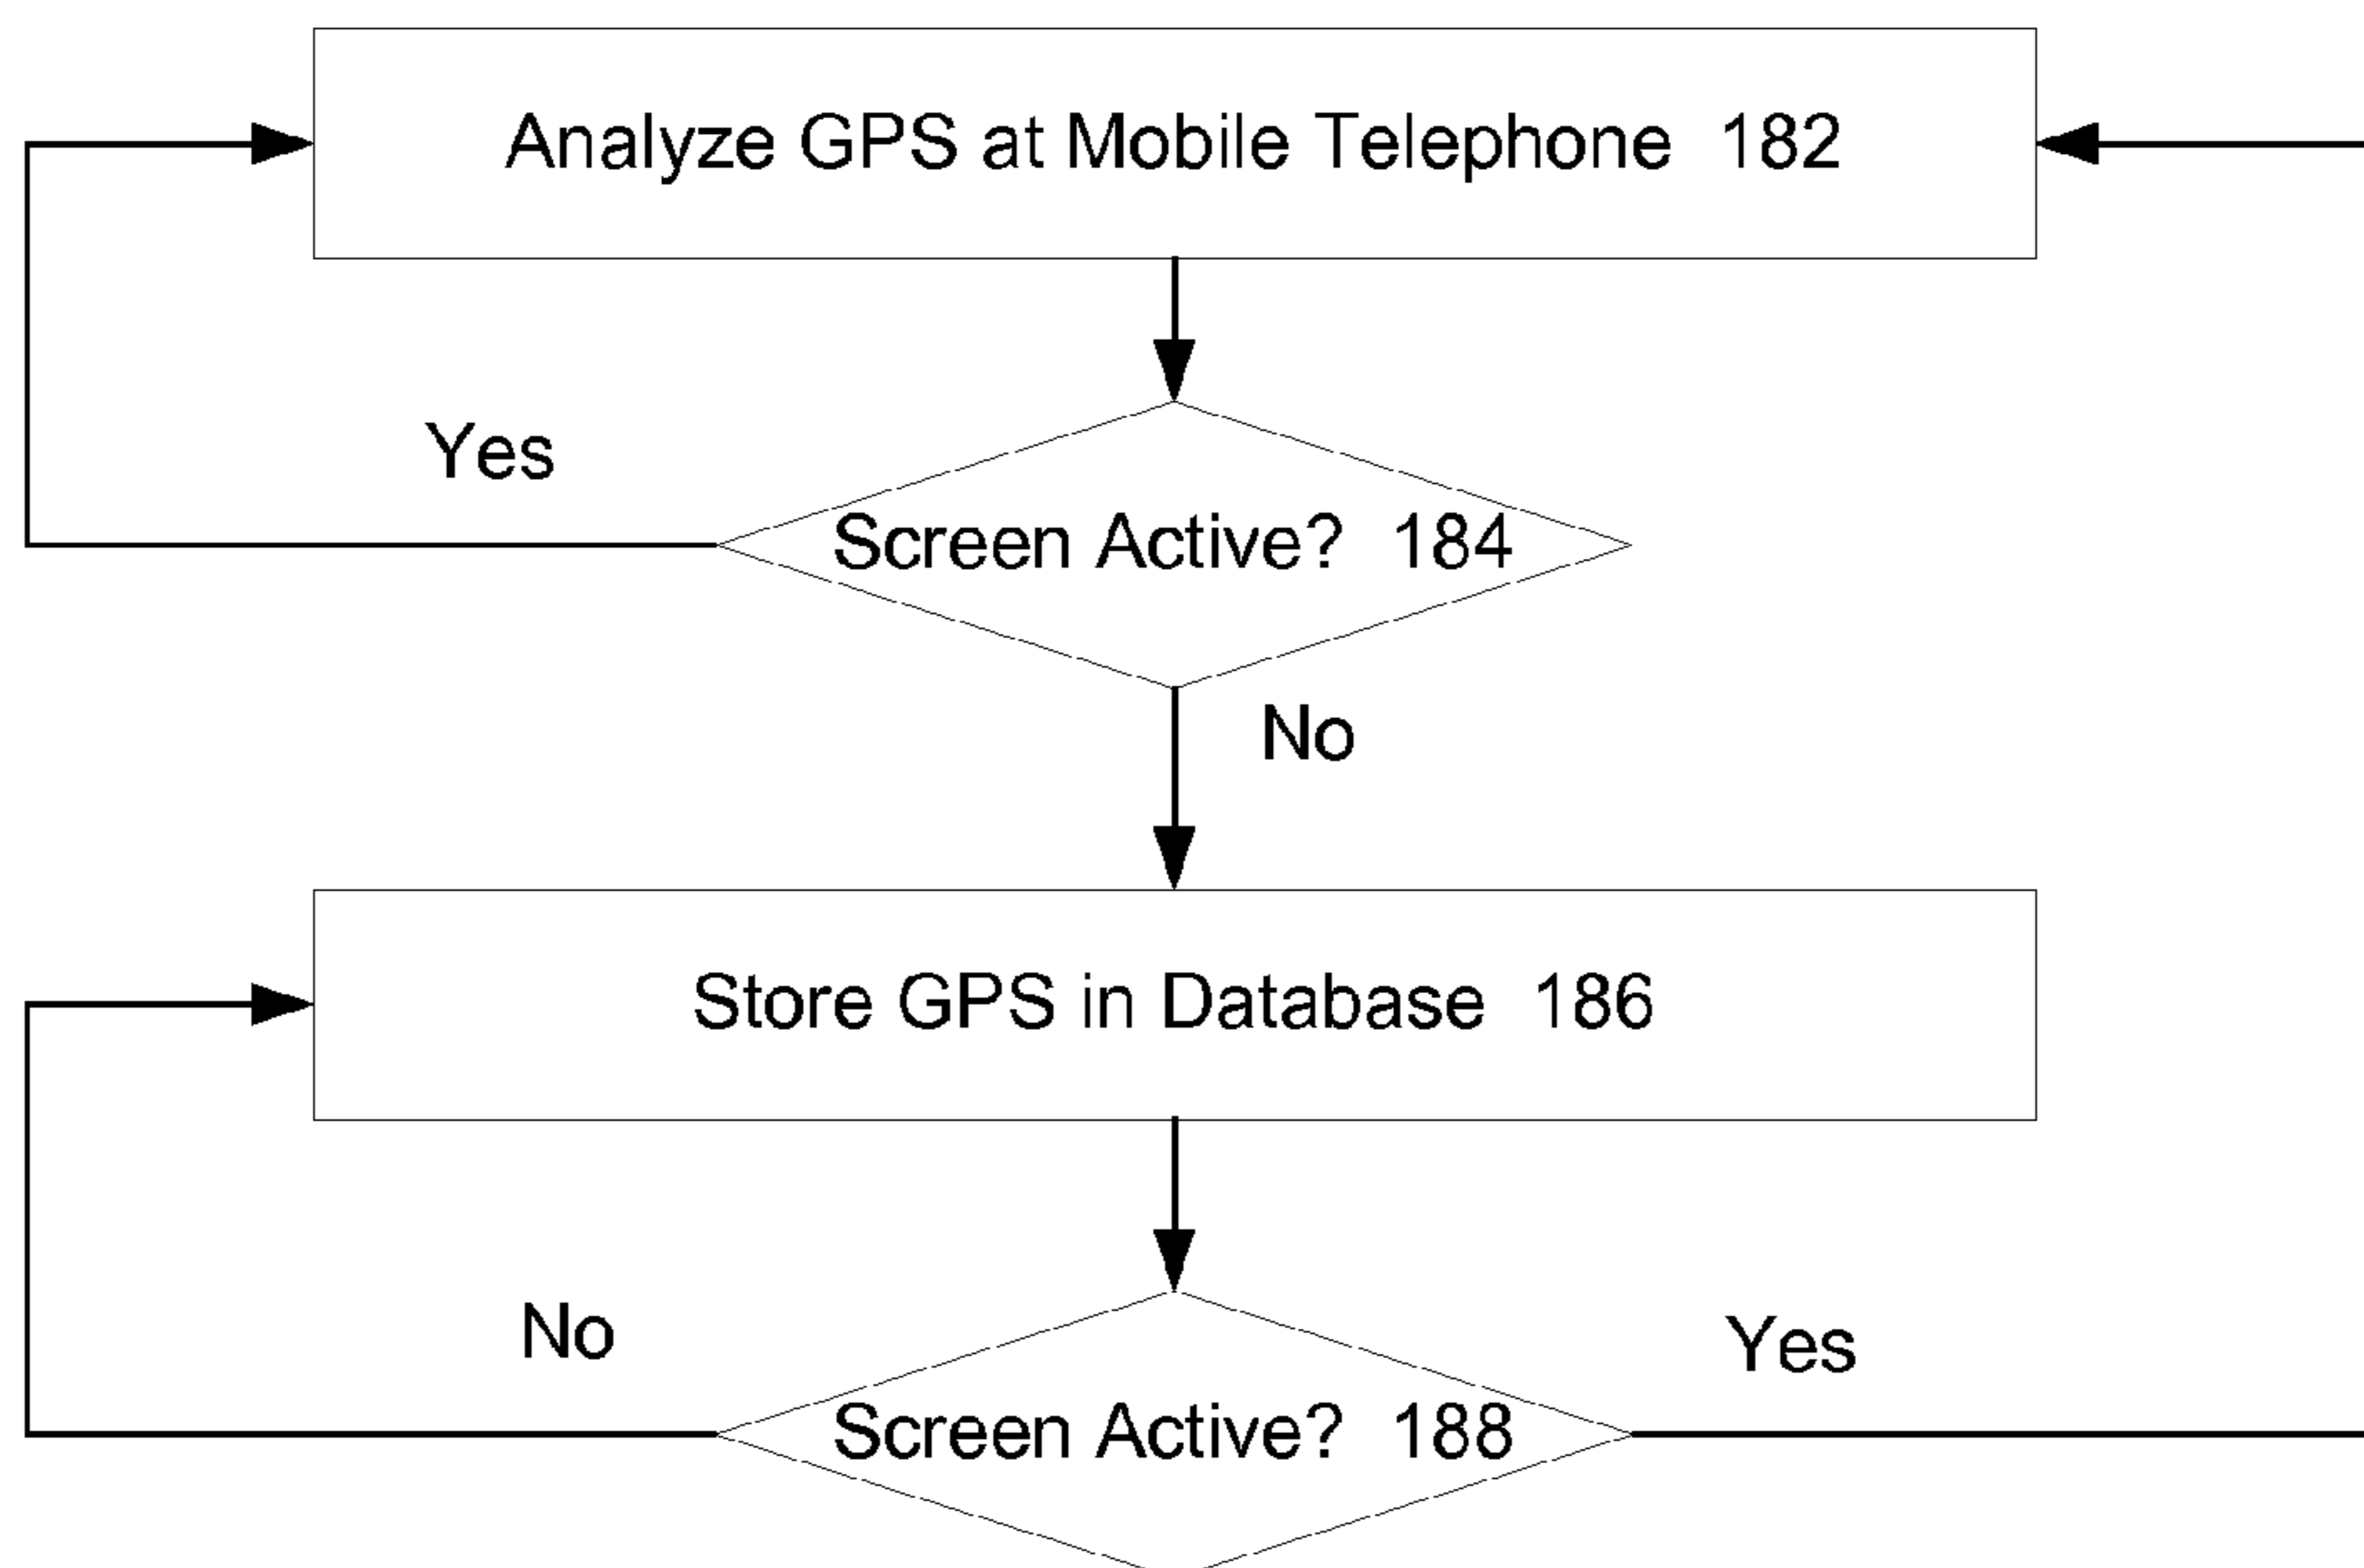 Analyze GPS at Mobile Telephone 182
Yes
Screen Active? 184
No
Store GPS in Database 186
No
Yes
Screen Active? 188